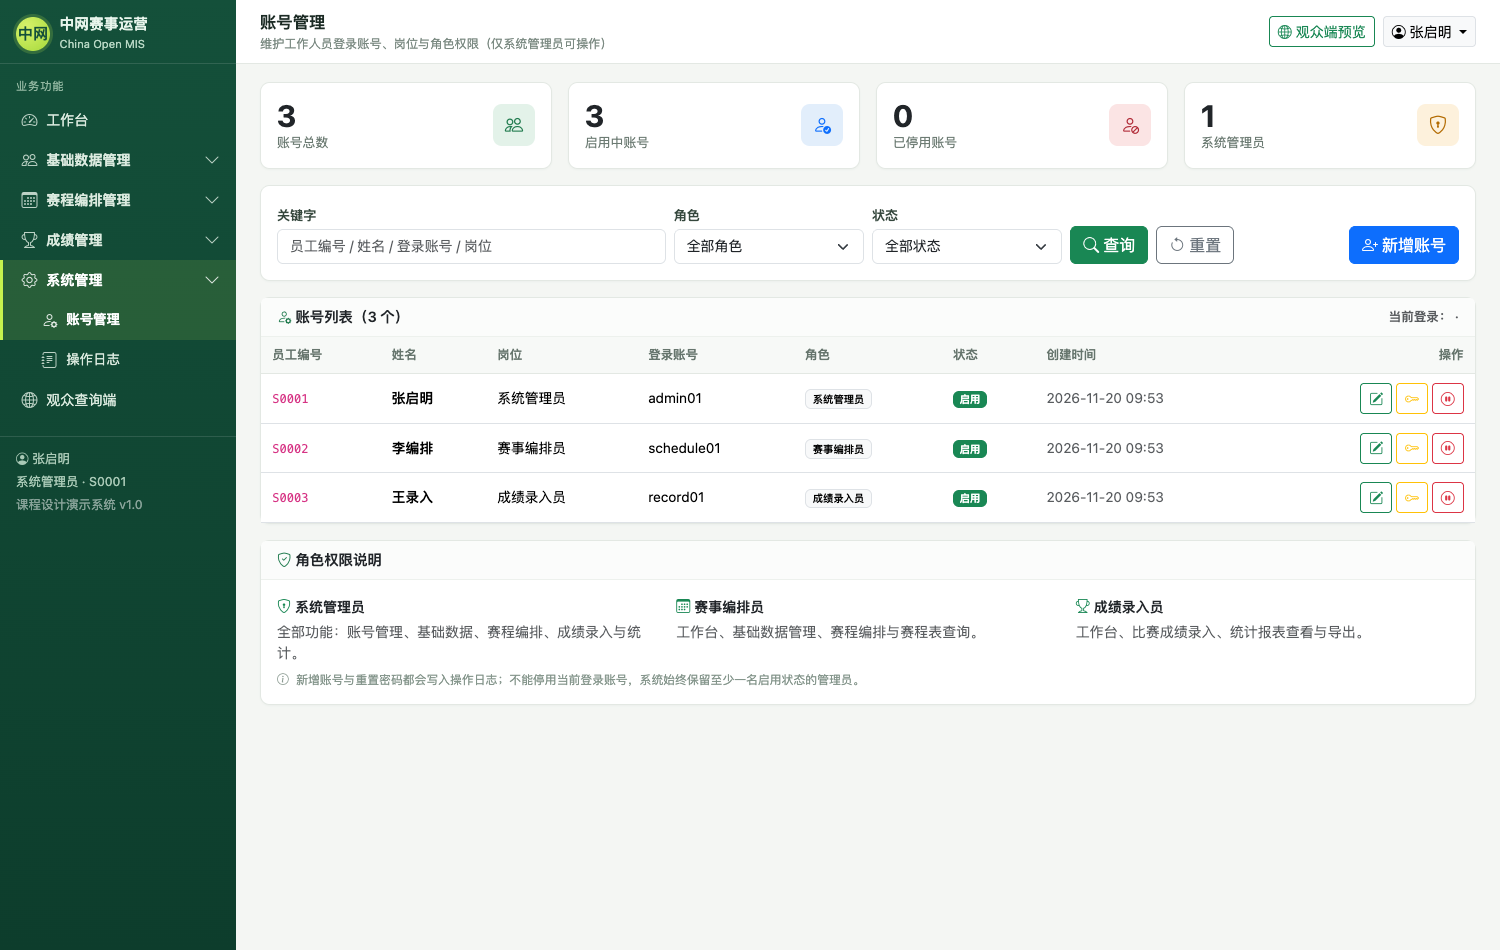 中网
中网赛事运营
China Open MIS
业务功能
工作台
基础数据管理
赛程编排管理
成绩管理
系统管理
账号管理
操作日志
观众查询端
张启明
系统管理员 · S0001
课程设计演示系统 v1.0
账号管理
维护工作人员登录账号、岗位与角色权限（仅系统管理员可操作）
观众端预览
张启明
3
账号总数
3
启用中账号
0
已停用账号
1
系统管理员
关键字
员工编号 / 姓名 / 登录账号 / 岗位
角色
全部角色
状态
全部状态
查询
重置
新增账号
账号列表（3 个）
当前登录： ·
员工编号 姓名 岗位 登录账号 角色 状态 创建时间 操作
S0001 张启明 系统管理员 admin01 系统管理员 启用 2026-11-20 09:53
S0002 李编排 赛事编排员 schedule01 赛事编排员 启用 2026-11-20 09:53
S0003 王录入 成绩录入员 record01 成绩录入员 启用 2026-11-20 09:53
角色权限说明
系统管理员
全部功能：账号管理、基础数据、赛程编排、成绩录入与统
计。
赛事编排员
工作台、基础数据管理、赛程编排与赛程表查询。
成绩录入员
工作台、比赛成绩录入、统计报表查看与导出。
新增账号与重置密码都会写入操作日志；不能停用当前登录账号，系统始终保留至少一名启用状态的管理员。